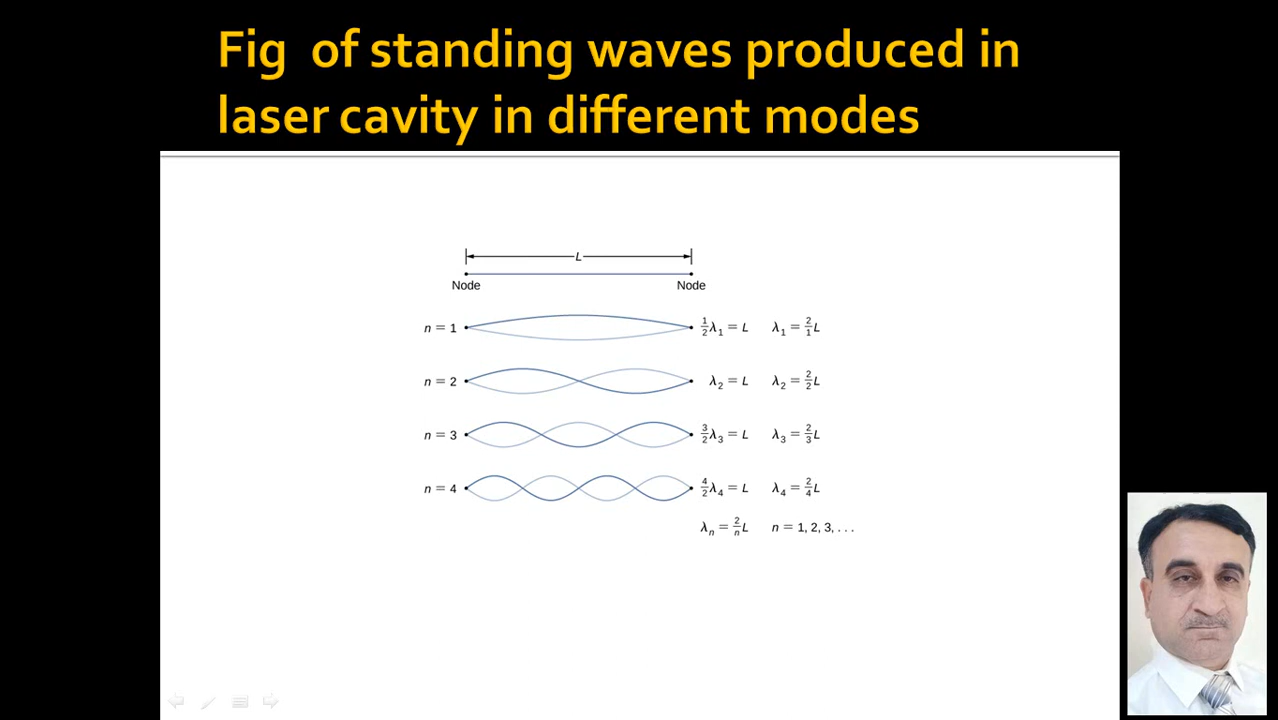 Fig of standing waves produced in
laser cavity in different modes
L
Node Node
n = 1 ½λ₁ = L λ₁ = 2/1 L
n = 2 λ₂ = L λ₂ = 2/2 L
n = 3 3/2 λ₃ = L λ₃ = 2/3 L
n = 4 4/2 λ₄ = L λ₄ = 2/4 L
λₙ = 2/n L n = 1, 2, 3, . . .